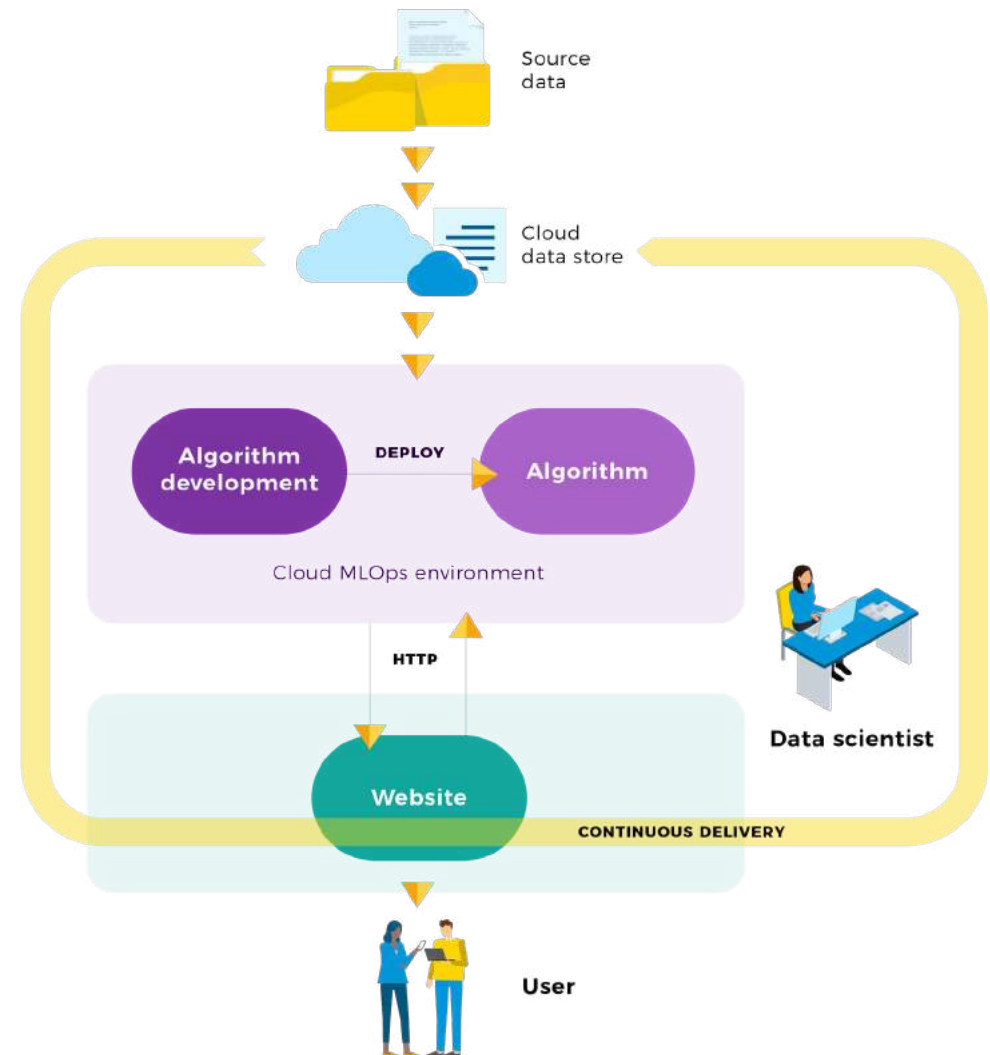 Source
data
Cloud
data store
Algorithm
development
DEPLOY
Algorithm
Cloud MLOps environment
HTTP
Data scientist
Website
CONTINUOUS DELIVERY
User